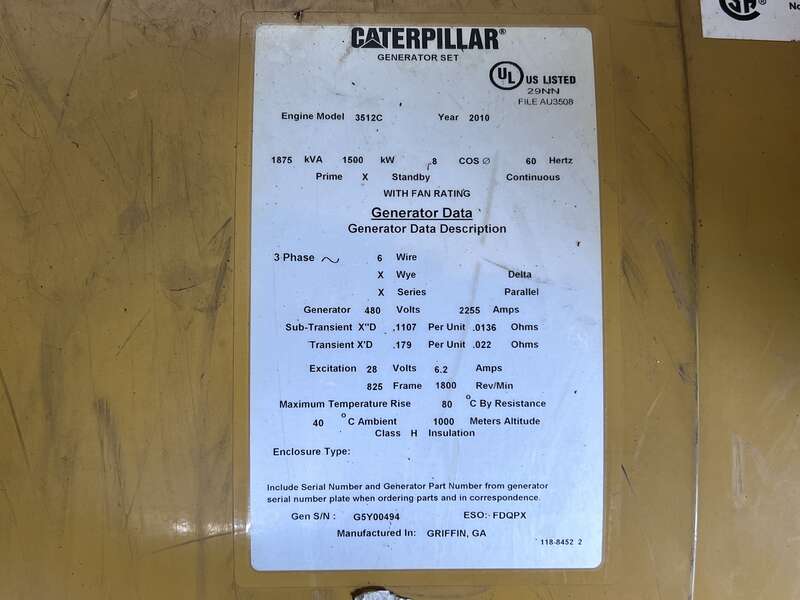 CATERPILLAR®
GENERATOR SET
UL® US LISTED
29NN
FILE AU3508
Engine Model 3512C Year 2010
1875 kVA 1500 kW .8 COS Ø 60 Hertz
Prime X Standby Continuous
WITH FAN RATING
Generator Data
Generator Data Description
3 Phase 6 Wire
X Wye Delta
X Series Parallel
Generator 480 Volts 2255 Amps
Sub-Transient X"D .1107 Per Unit .0136 Ohms
Transient X'D .179 Per Unit .022 Ohms
Excitation 28 Volts 6.2 Amps
825 Frame 1800 Rev/Min
Maximum Temperature Rise 80 °C By Resistance
40 °C Ambient 1000 Meters Altitude
Class H Insulation
Enclosure Type:
Include Serial Number and Generator Part Number from generator
serial number plate when ordering parts and in correspondence.
Gen S/N : G5Y00494 ESO: FDQPX
Manufactured In: GRIFFIN, GA
118-8452 2
SA®
No